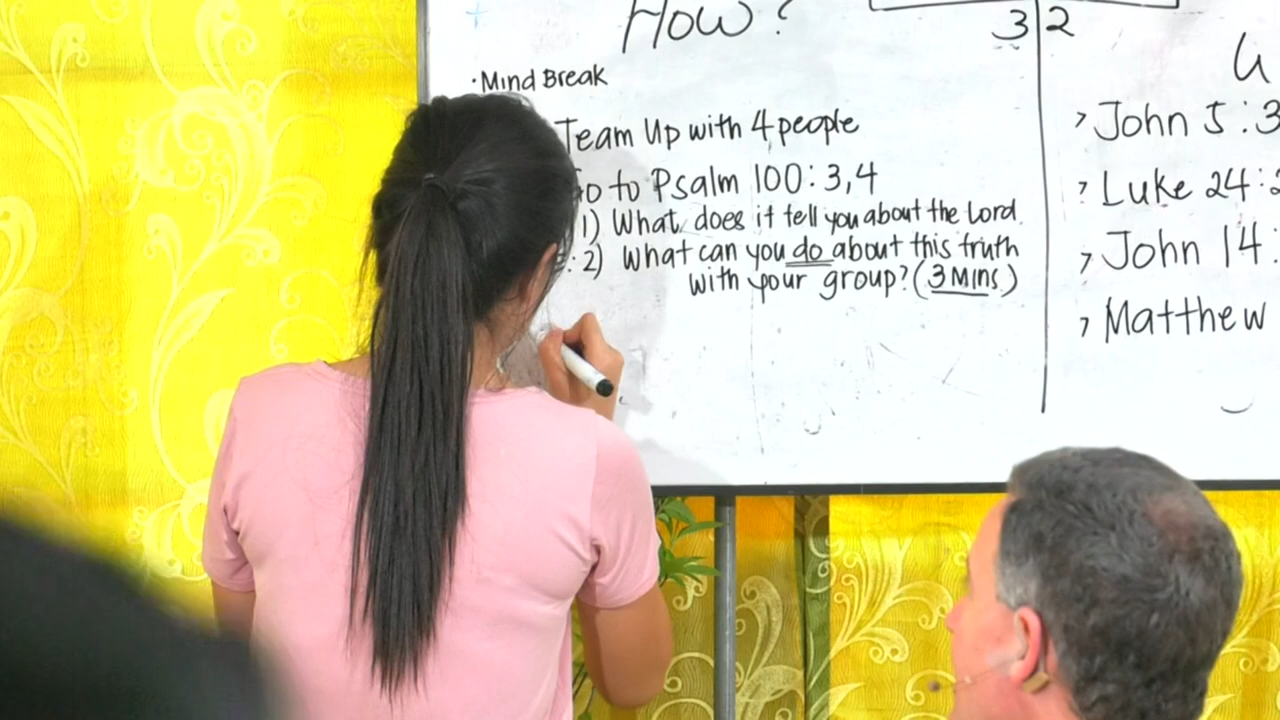 How?
3 2
· Mind Break
Team Up with 4 people
to Psalm 100: 3,4
1) What does it tell you about the Lord
: 2) What can you do about this truth
with your group? (3 Mins)
> John 5:3
> Luke 24:2
> John 14:
> Matthew